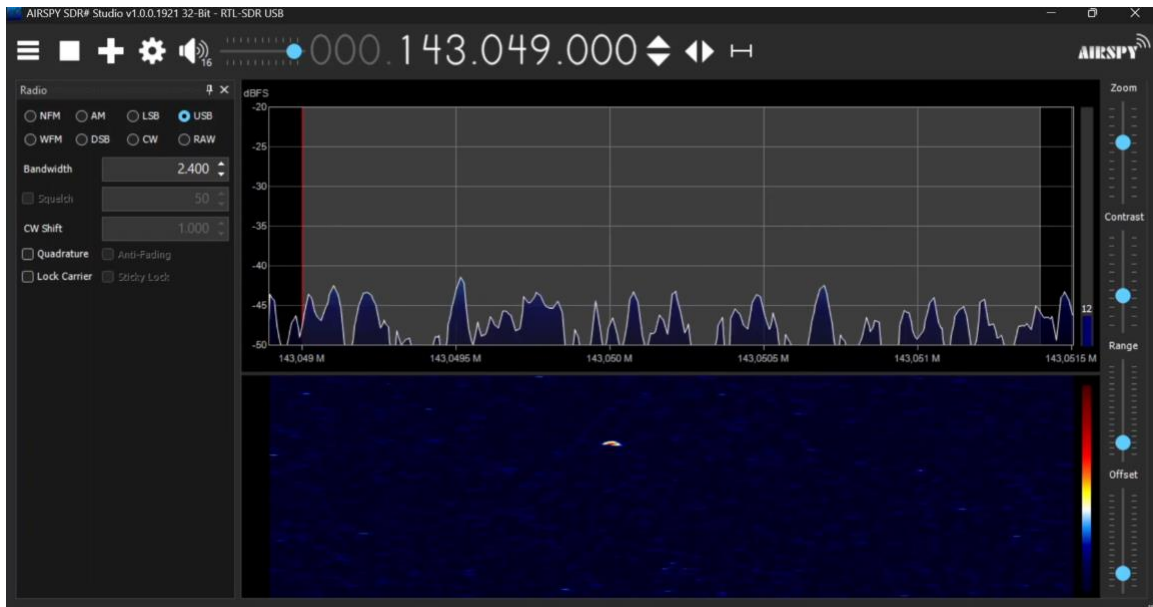 AIRSPY SDR# Studio v1.0.0.1921 32-Bit - RTL-SDR USB
16
000.143.049.000
AIRSPY
Radio
NFM AM LSB USB
WFM DSB CW RAW
Bandwidth 2.400
Squelch 50
CW Shift 1.000
Quadrature Anti-Fading
Lock Carrier Sticky Lock
dBFS
-20
-25
-30
-35
-40
-45
-50
12
143,049 M 143,0495 M 143,050 M 143,0505 M 143,051 M 143,0515 M
Zoom
Contrast
Range
Offset